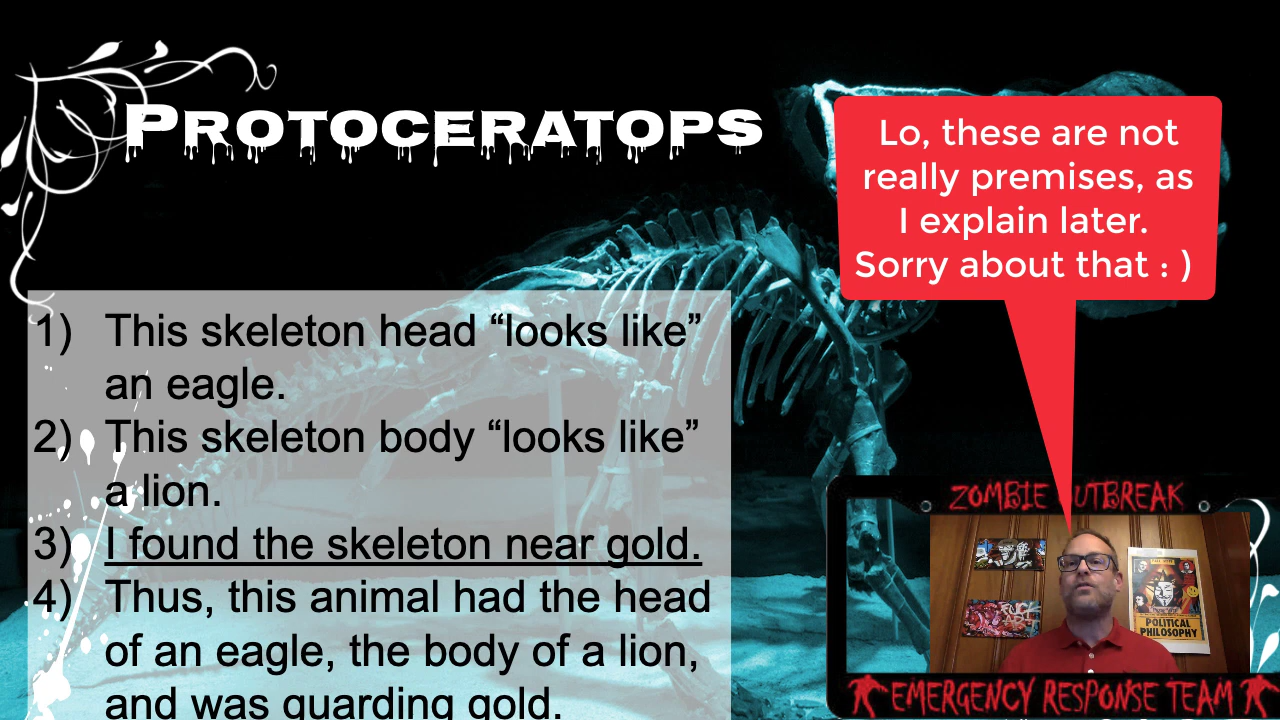 PROTOCERATOPS
Lo, these are not
really premises, as
I explain later.
Sorry about that : )
1) This skeleton head “looks like”
an eagle.
2) This skeleton body “looks like”
a lion.
3) I found the skeleton near gold.
4) Thus, this animal had the head
of an eagle, the body of a lion,
and was guarding gold.
ZOMBIE OUTBREAK
POLITICAL
PHILOSOPHY
EMERGENCY RESPONSE TEAM